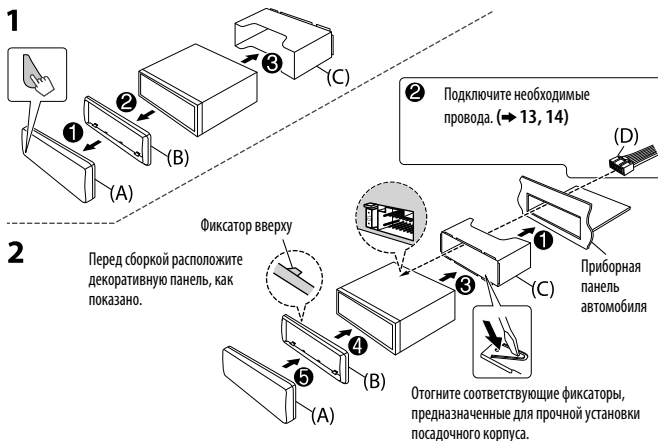 1
❸
(C)
❷
❶
(B)
(A)
❷ Подключите необходимые
провода. (➜ 13, 14)
(D)
2
Фиксатор вверху
Перед сборкой расположите
декоративную панель, как
показано.
❶
(C)
Приборная
панель
автомобиля
❸
❹
(B)
❺
(A)
Отогните соответствующие фиксаторы,
предназначенные для прочной установки
посадочного корпуса.